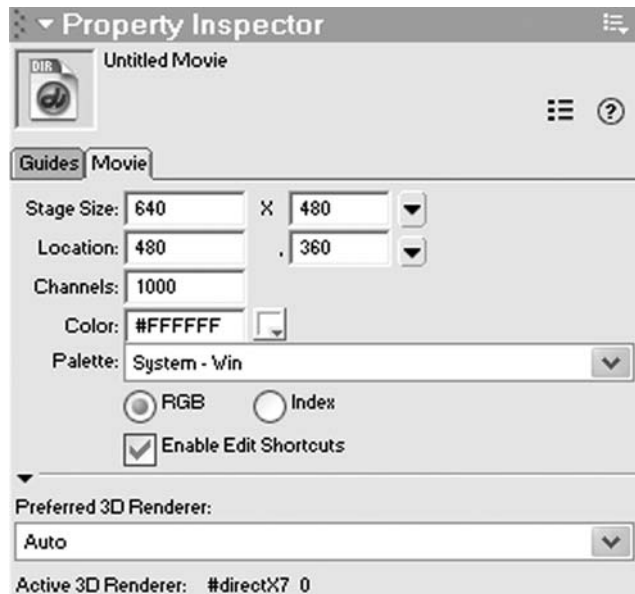 Property Inspector
DIR
Untitled Movie
?
Guides Movie
Stage Size: 640 X 480
Location: 480 , 360
Channels: 1000
Color: #FFFFFF
Palette: System - Win
RGB Index
Enable Edit Shortcuts
Preferred 3D Renderer:
Auto
Active 3D Renderer: #directX7_0